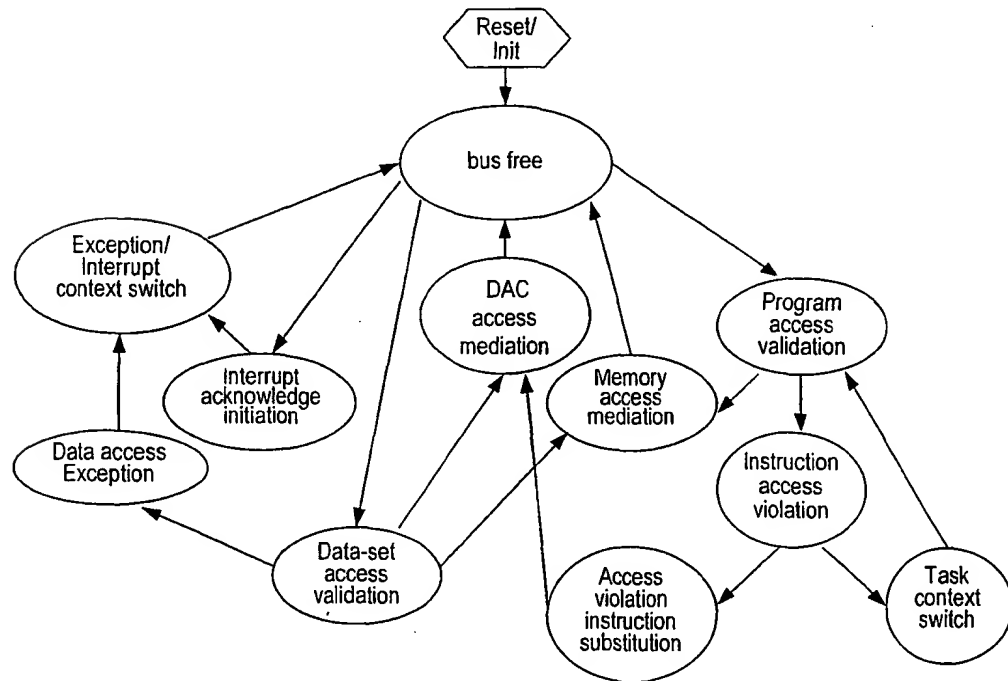 Reset/
Init
bus free
Exception/
Interrupt
context switch
DAC
access
mediation
Program
access
validation
Interrupt
acknowledge
initiation
Memory
access
mediation
Data access
Exception
Instruction
access
violation
Data-set
access
validation
Access
violation
instruction
substitution
Task
context
switch